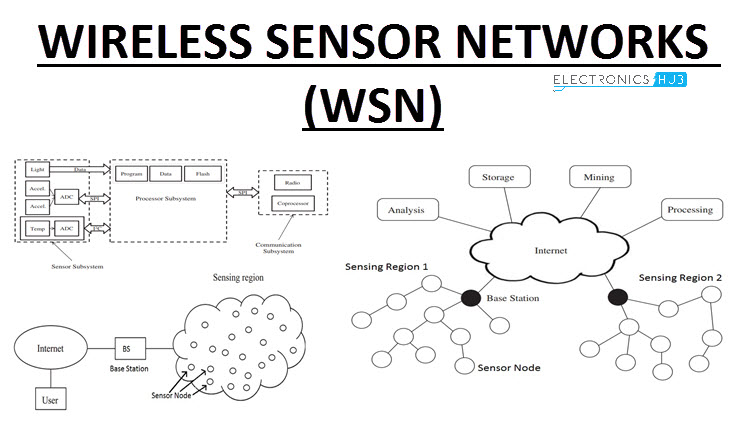 WIRELESS SENSOR NETWORKS
(WSN)
ELECTRONICS HUB
Light
Data
Accel.
Accel.
ADC
SPI
Temp
ADC
I2C
Sensor Subsystem
Program
Data
Flash
Processor Subsystem
SPI
Radio
Coprocessor
Communication
Subsystem
Sensing region
Internet
BS
Base Station
Sensor Node
User
Storage
Mining
Analysis
Processing
Internet
Sensing Region 1
Sensing Region 2
Base Station
Sensor Node